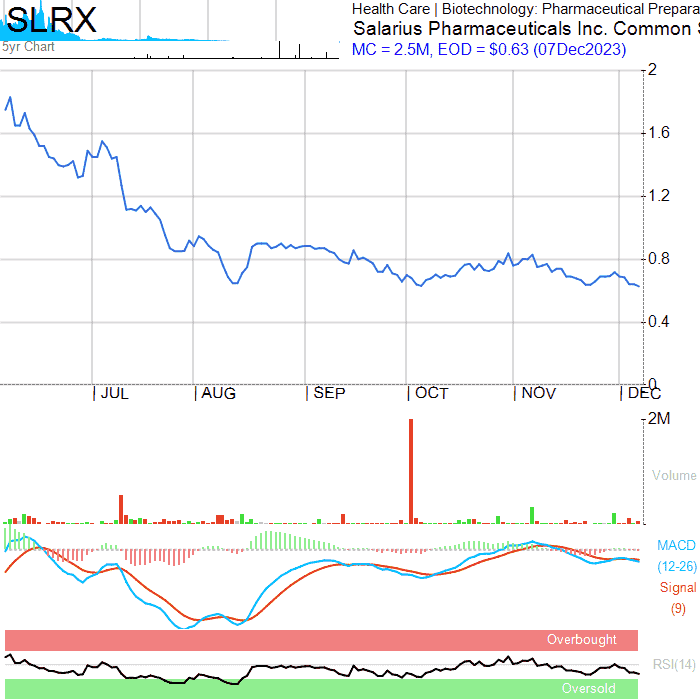 SLRX
5yr Chart
Health Care | Biotechnology: Pharmaceutical Prepara
Salarius Pharmaceuticals Inc. Common S
MC = 2.5M, EOD = $0.63 (07Dec2023)
2
1.6
1.2
0.8
0.4
0
JUL AUG SEP OCT NOV DEC
2M
Volume
MACD
(12-26)
Signal
(9)
Overbought
RSI(14)
Oversold